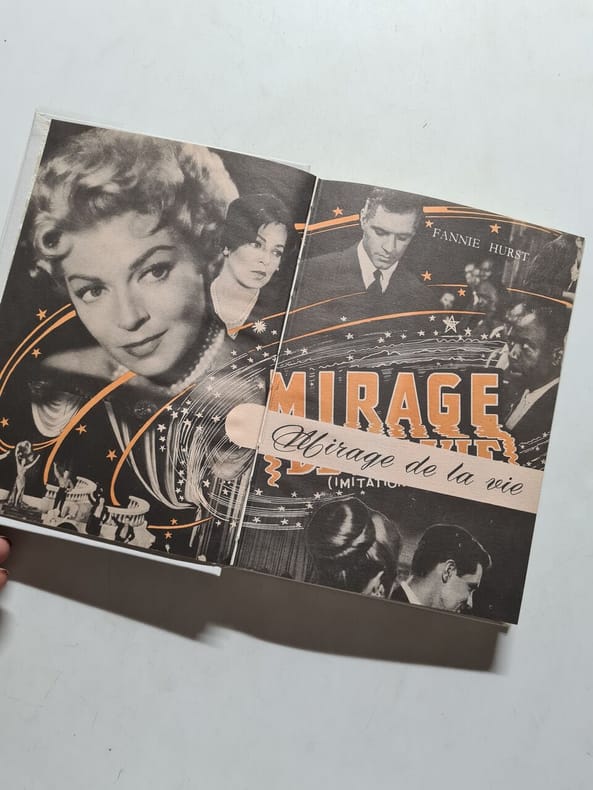 FANNIE HURST
MIRAGE
Mirage de la vie
(IMITATION